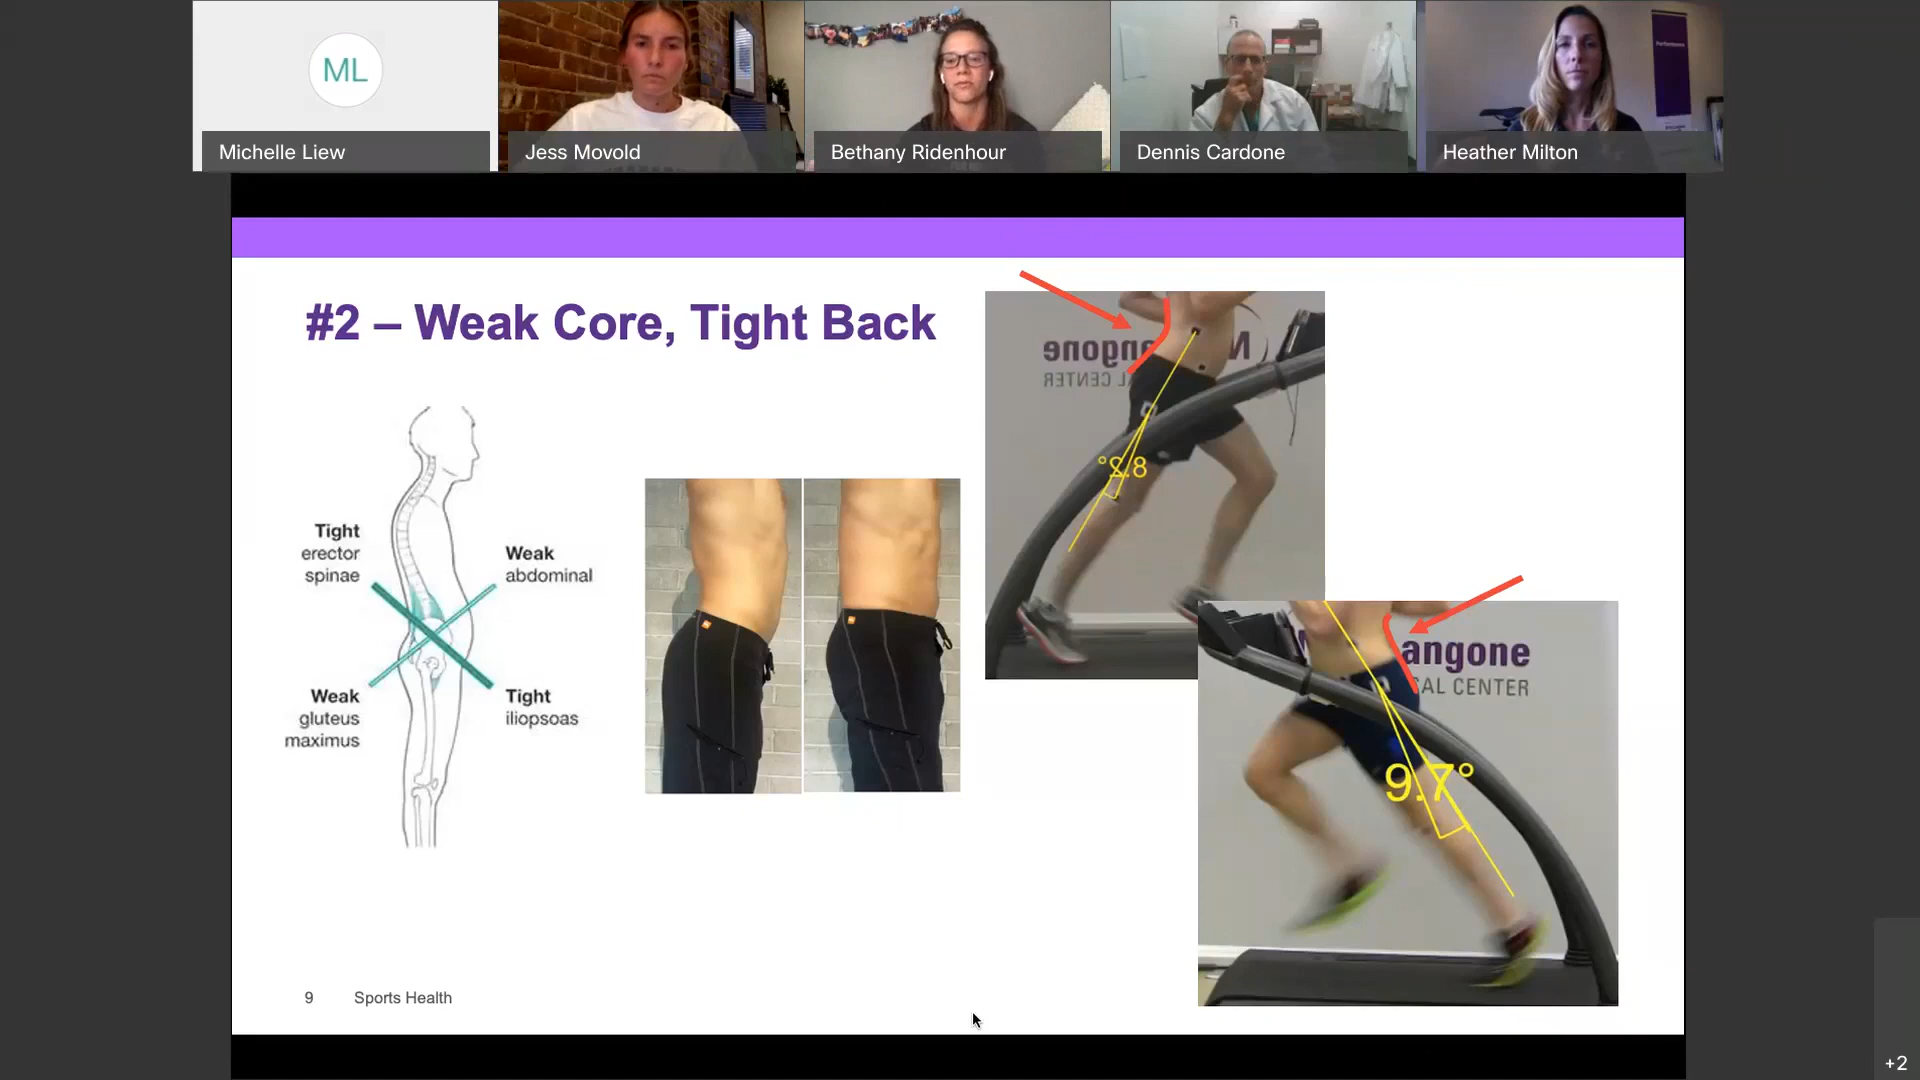 ML
Michelle Liew
Jess Movold
Bethany Ridenhour
Dennis Cardone
Heather Milton
#2 – Weak Core, Tight Back
Tight
erector
spinae
Weak
abdominal
Weak
gluteus
maximus
Tight
iliopsoas
8.2°
angone
CAL CENTER
9.7°
9
Sports Health
+2